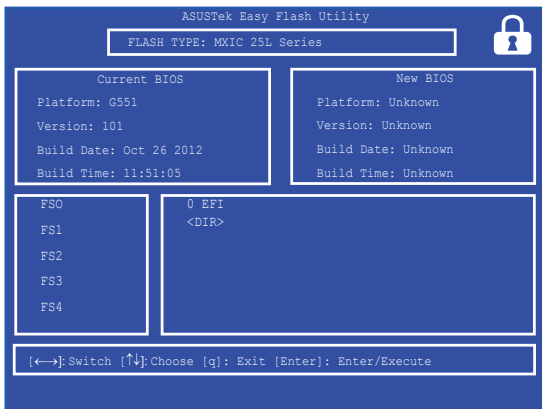 ASUSTek Easy Flash Utility
FLASH TYPE: MXIC 25L Series
Current BIOS
Platform: G551
Version: 101
Build Date: Oct 26 2012
Build Time: 11:51:05
New BIOS
Platform: Unknown
Version: Unknown
Build Date: Unknown
Build Time: Unknown
FSO
FS1
FS2
FS3
FS4
0 EFI
<DIR>
[←→]: Switch [↑↓]: Choose [q]: Exit [Enter]: Enter/Execute